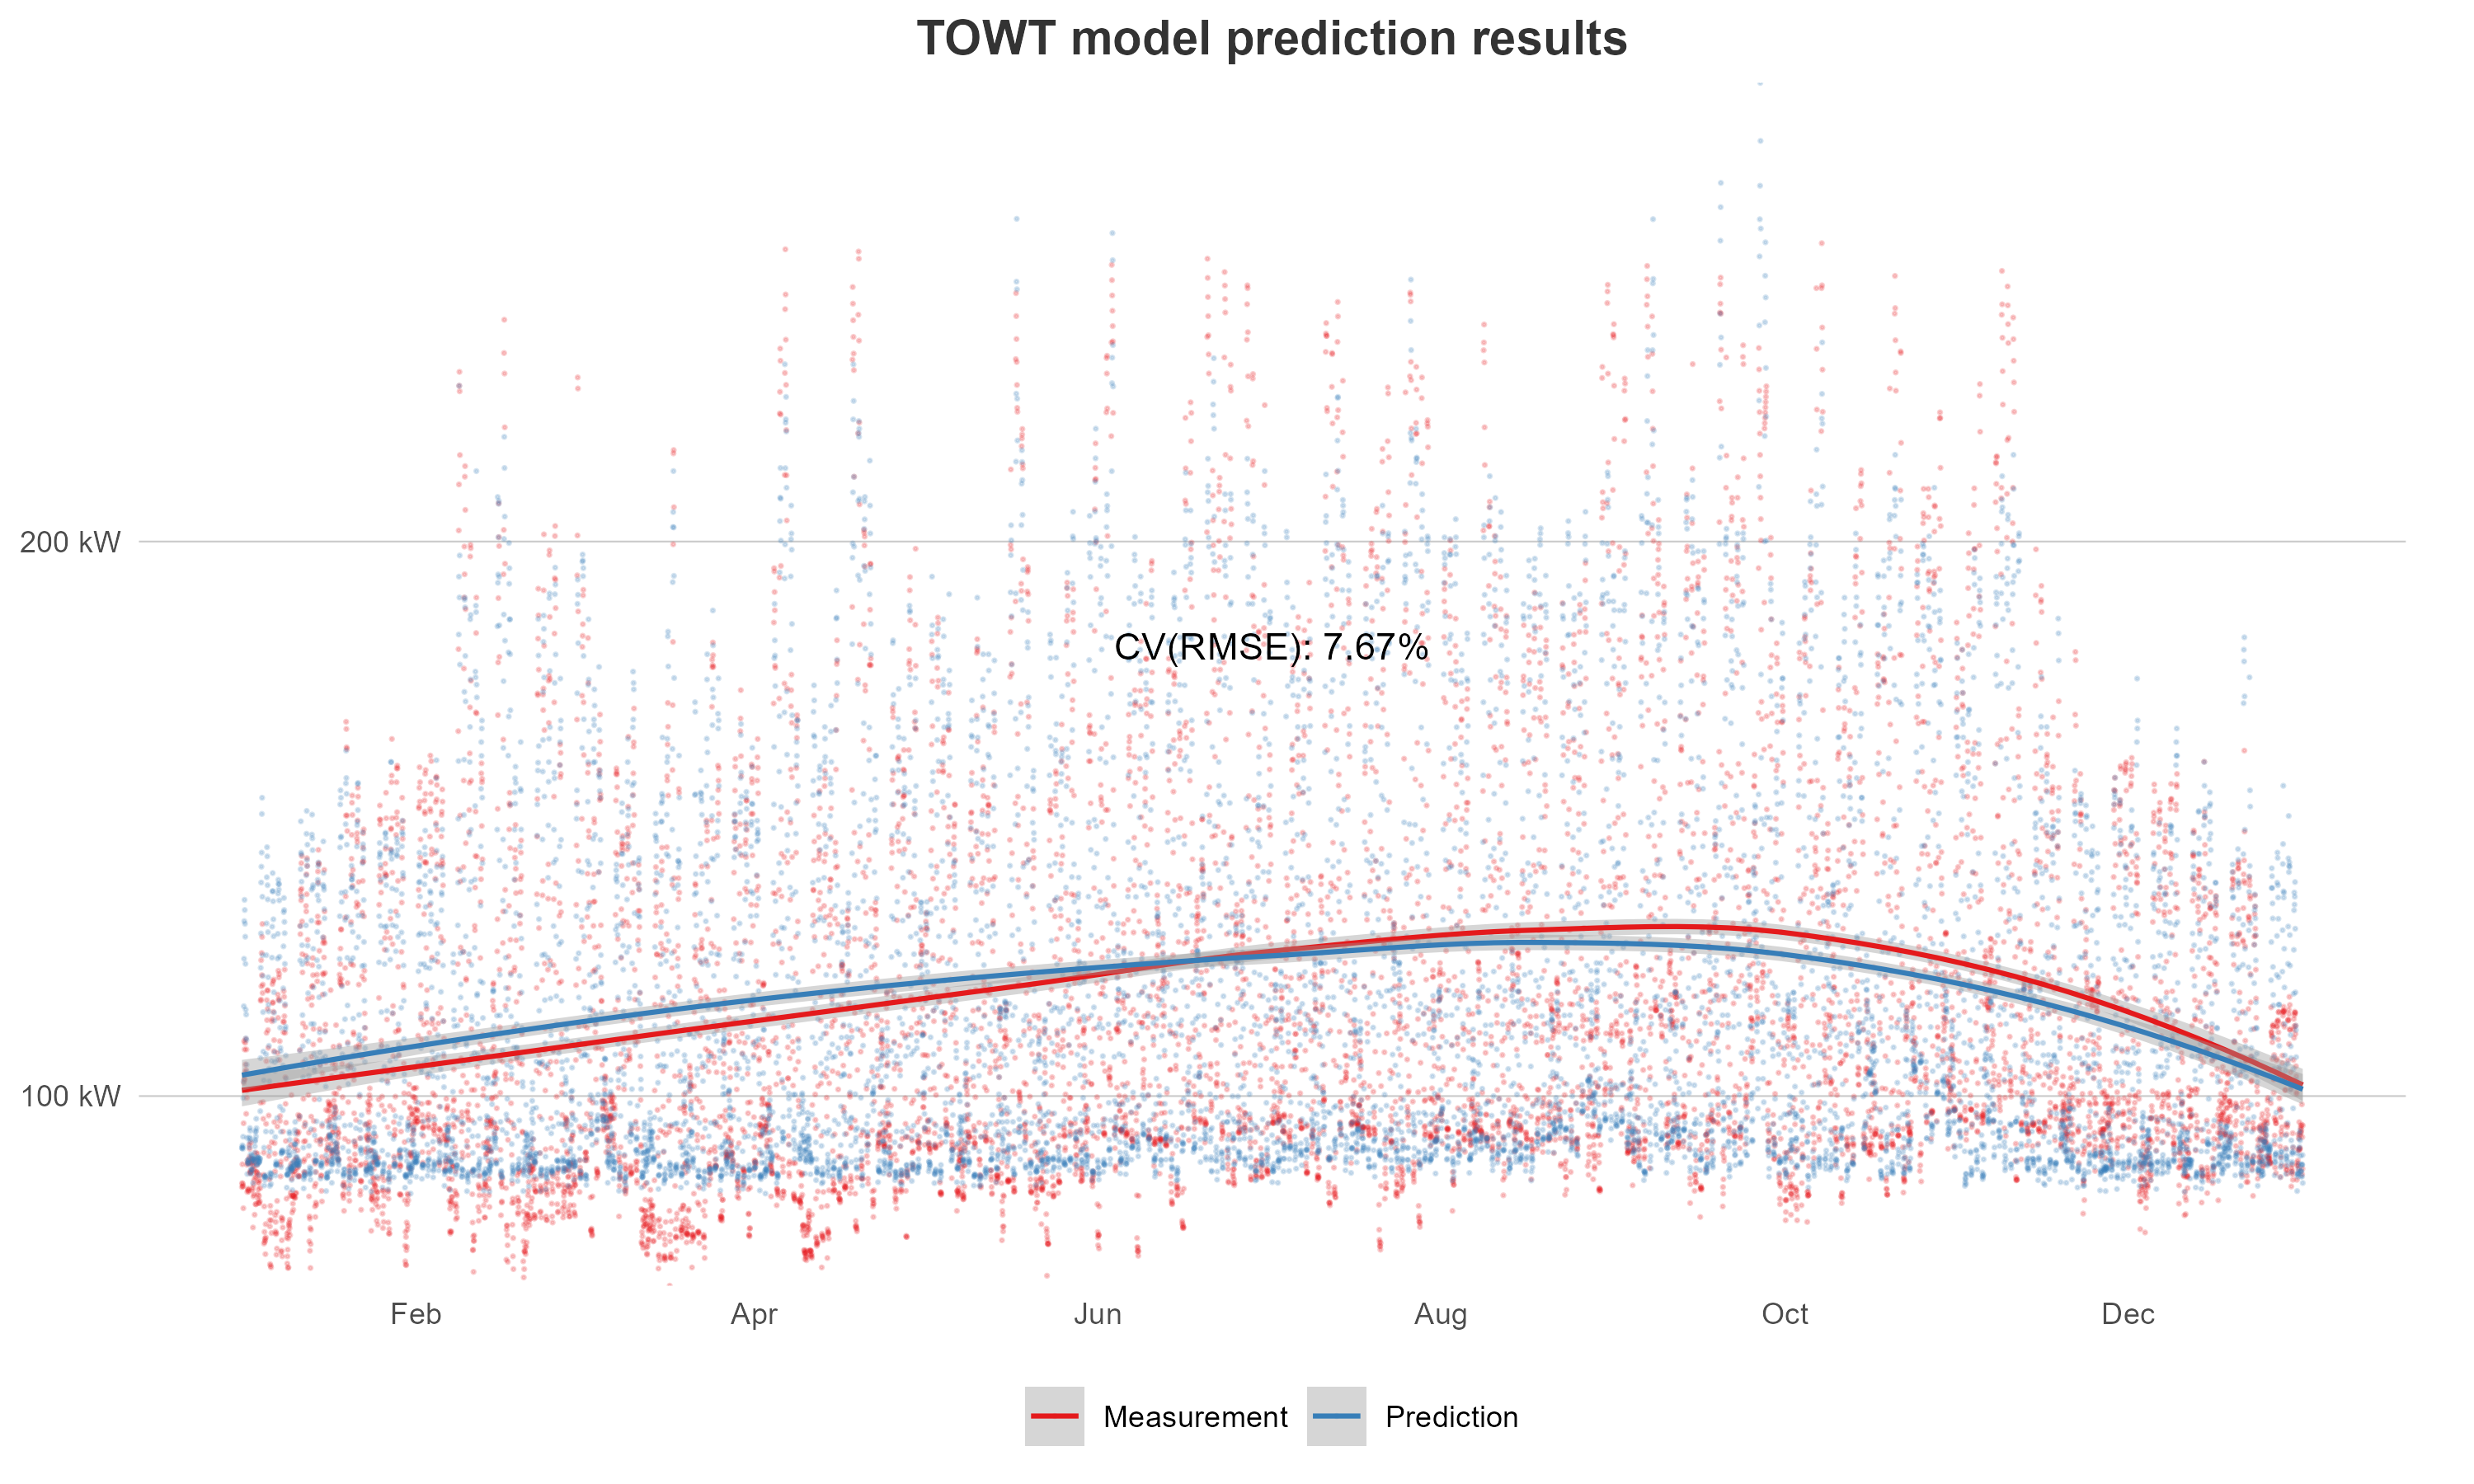 TOWT model prediction results
200 kW
CV(RMSE): 7.67%
100 kW
Feb Apr Jun Aug Oct Dec
Measurement Prediction